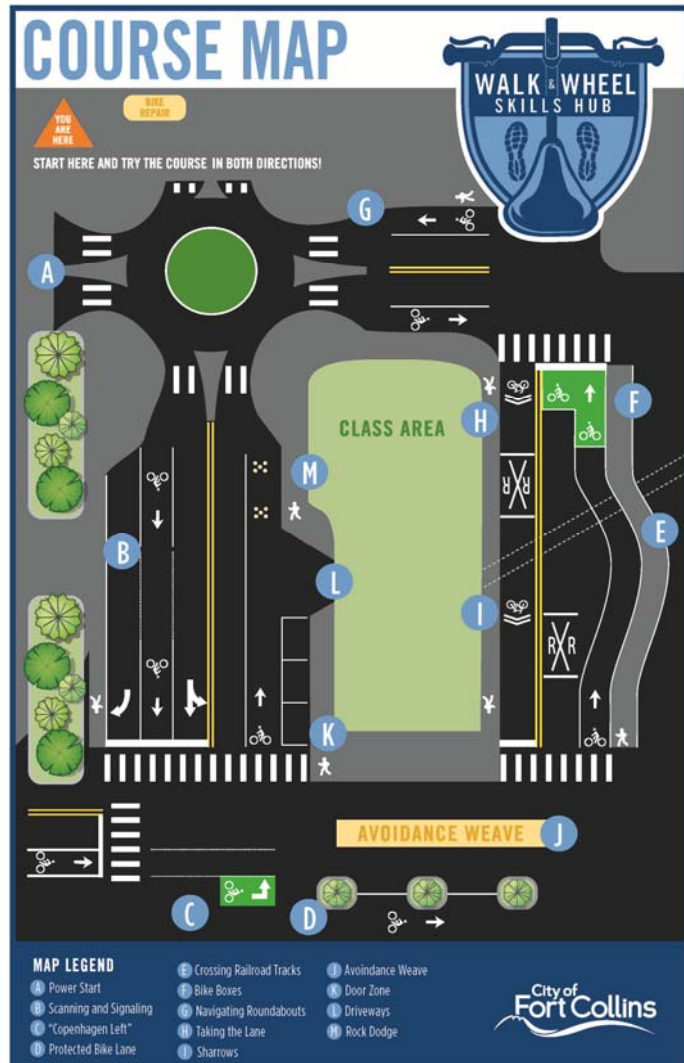 COURSE MAP
WALK & WHEEL
SKILLS HUB
YOU
ARE
HERE
BIKE
REPAIR
START HERE AND TRY THE COURSE IN BOTH DIRECTIONS!
G
A
CLASS AREA
H
F
M
R R
E
B
L
I
R R
K
AVOIDANCE WEAVE J
C
D
MAP LEGEND
A Power Start
B Scanning and Signaling
C "Copenhagen Left"
D Protected Bike Lane
E Crossing Railroad Tracks
F Bike Boxes
G Navigating Roundabouts
H Taking the Lane
I Sharrows
J Avoindance Weave
K Door Zone
L Driveways
M Rock Dodge
City of
Fort Collins